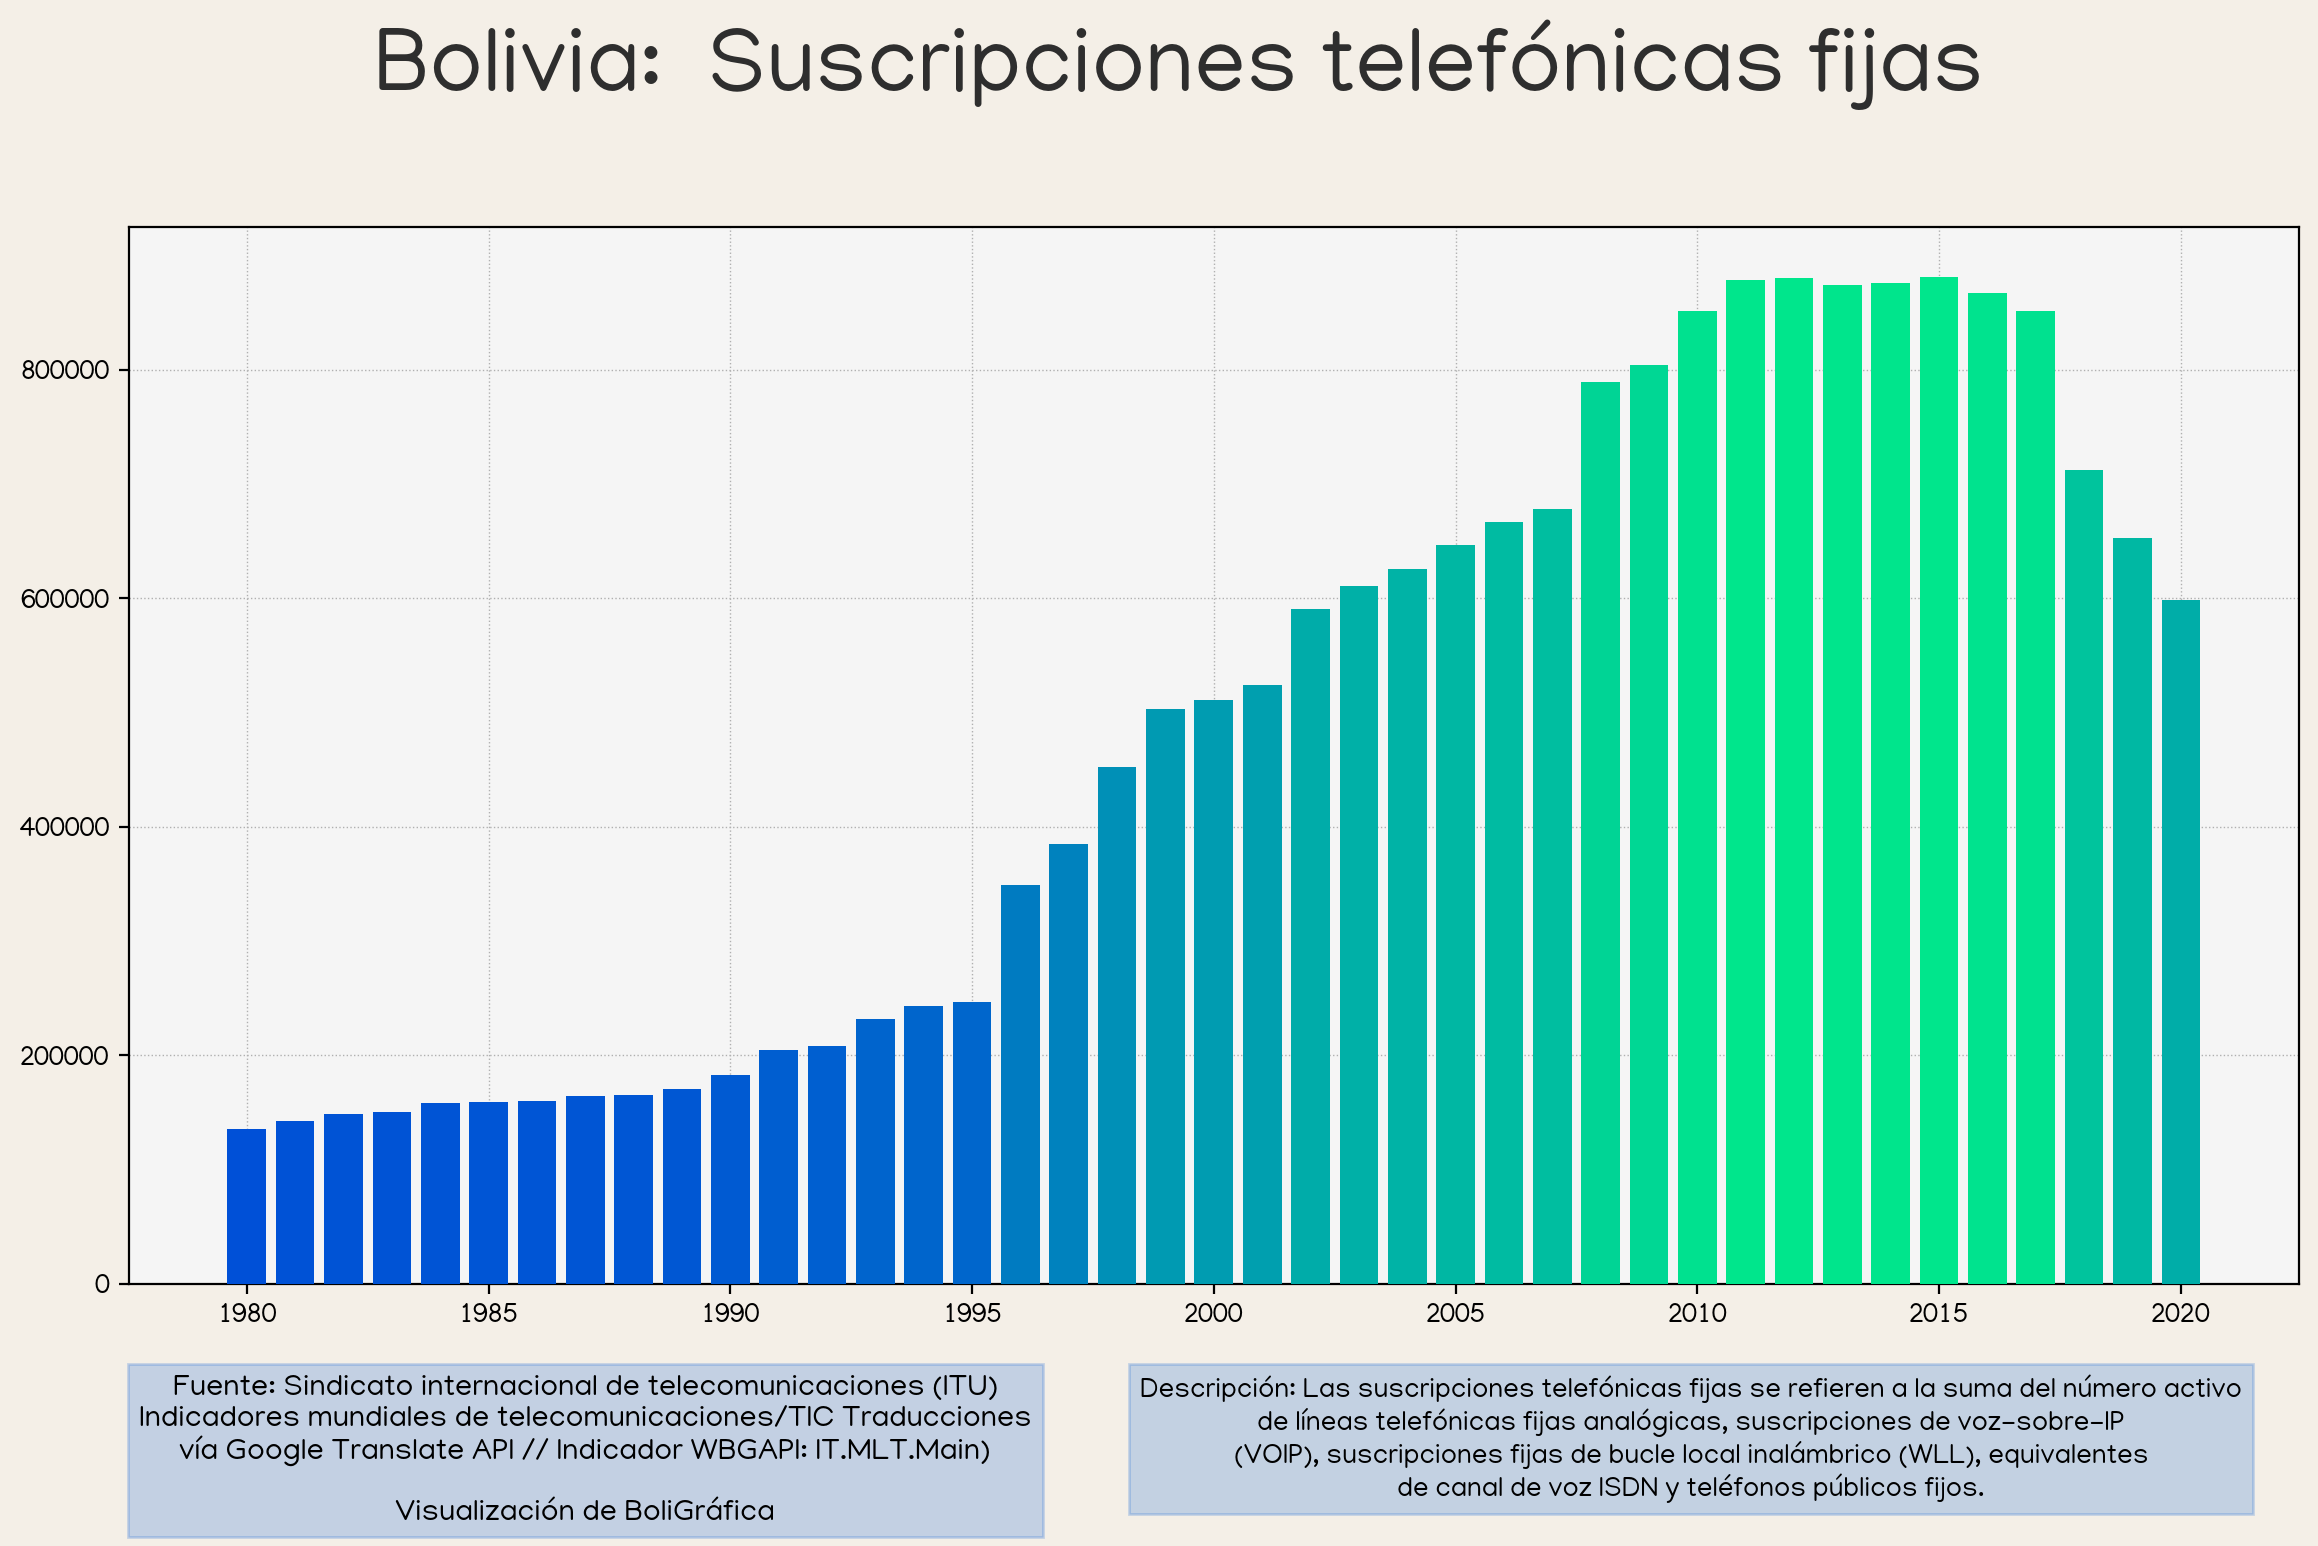 Bolivia:  Suscripciones telefónicas fijas
800000
600000
400000
200000
0
1980 1985 1990 1995 2000 2005 2010 2015 2020
Fuente: Sindicato internacional de telecomunicaciones (ITU)
Indicadores mundiales de telecomunicaciones/TIC Traducciones
vía Google Translate API // Indicador WBGAPI: IT.MLT.Main)
Visualización de BoliGráfica
Descripción: Las suscripciones telefónicas fijas se refieren a la suma del número activo
de líneas telefónicas fijas analógicas, suscripciones de voz-sobre-IP
(VOIP), suscripciones fijas de bucle local inalámbrico (WLL), equivalentes
de canal de voz ISDN y teléfonos públicos fijos.